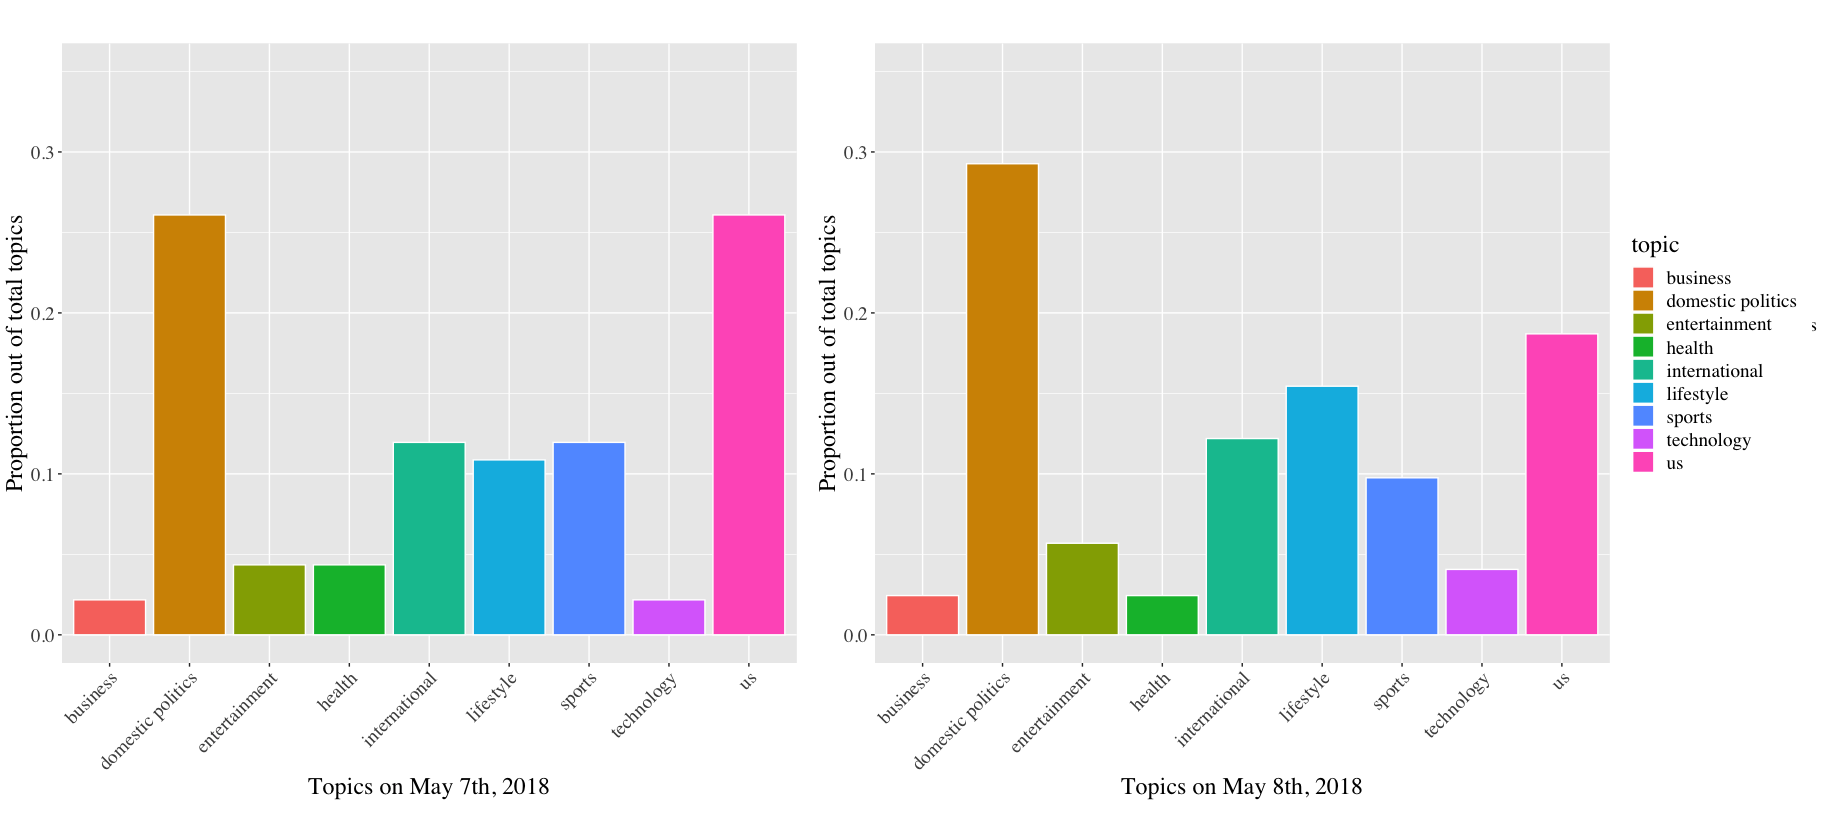 Proportion out of total topics
0.3
0.2
0.1
0.0
business
domestic politics
entertainment
health
international
lifestyle
sports
technology
us
Topics on May 7th, 2018
Proportion out of total topics
0.3
0.2
0.1
0.0
business
domestic politics
entertainment
health
international
lifestyle
sports
technology
us
Topics on May 8th, 2018
topic
business
domestic politics
entertainment s
health
international
lifestyle
sports
technology
us